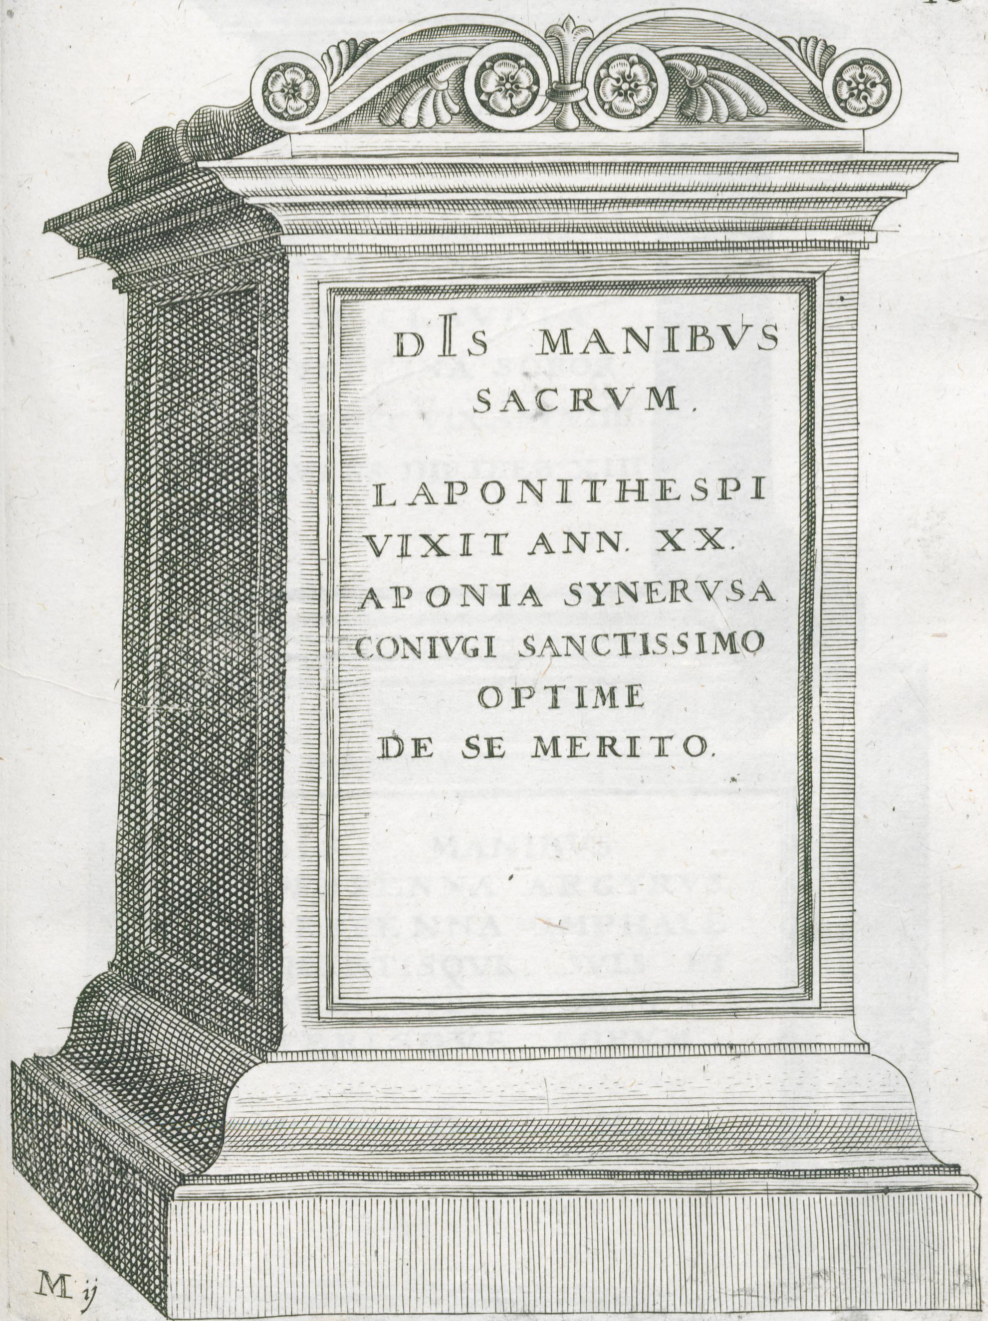 DIS MANIBVS
SACRVM.
L APONI THESPI
VIXIT ANN. XX.
APONIA SYNERVSA
CONIVGI SANCTISSIMO
OPTIME
DE SE MERITO.
M ij